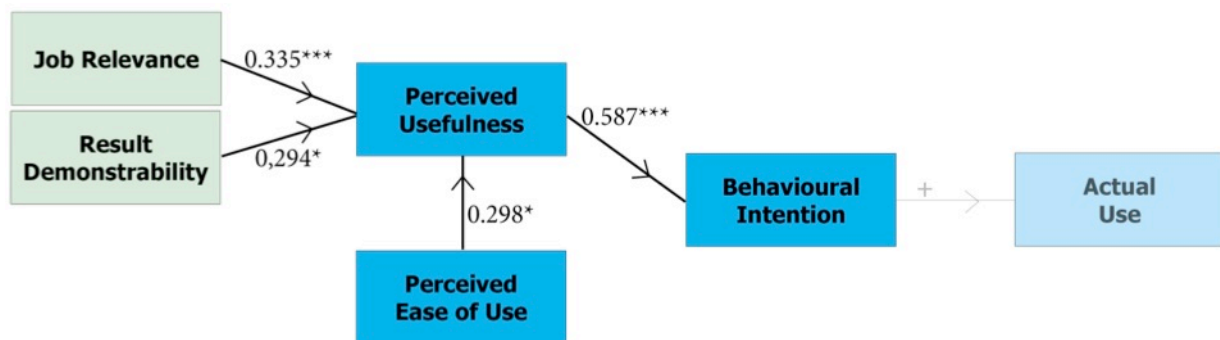 Job Relevance
0.335***
Result
Demonstrability
0,294*
Perceived
Usefulness
0.587***
0.298*
Perceived
Ease of Use
Behavioural
Intention
+
Actual
Use